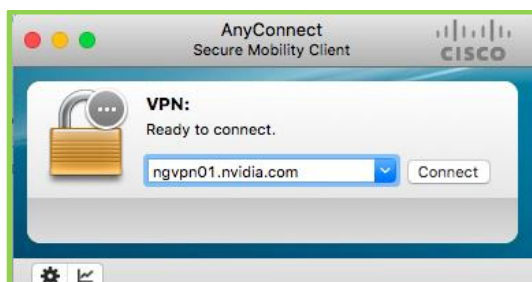 AnyConnect
Secure Mobility Client
CISCO
VPN:
Ready to connect.
ngvpn01.nvidia.com
Connect